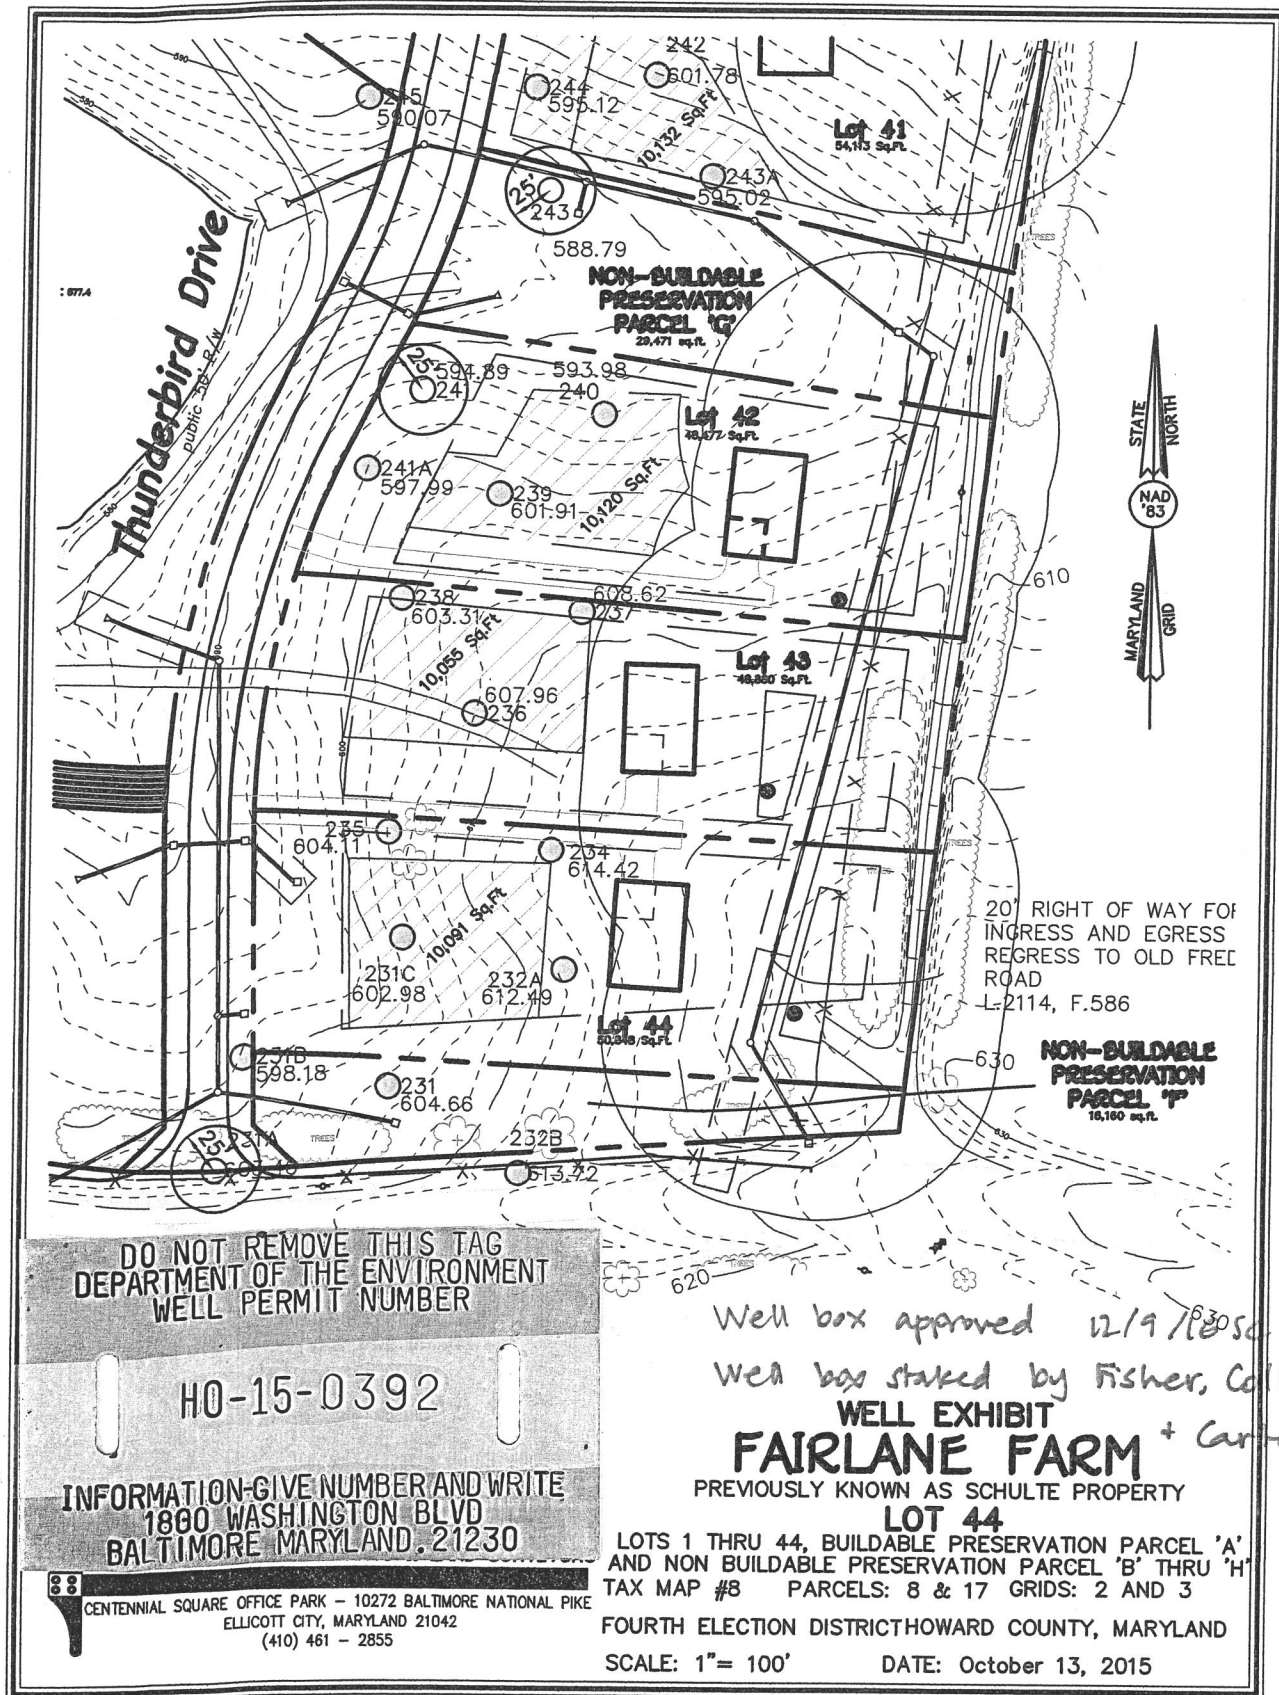 242
601.78
244
595.12
245
590.07
Lot 41
54,113 Sq.Ft.
10,132 Sq.Ft
243A
595.02
25'
243
588.79
NON-BUILDABLE
PRESERVATION
PARCEL 'G'
29,471 sq.ft.
TREES
: 577.4
Thunderbird Drive
public 50' R/W
25'
594.89
241
593.98
240
Lot 42
241A
597.99
239
601.91
10,120 Sq.Ft
STATE
NORTH
NAD
'83
MARYLAND
GRID
610
238
603.31
608.62
237
10,055 Sq.Ft
Lot 43
607.96
236
600
235
604.11
234
614.42
TREES
10,091 Sq.Ft
231C
602.98
232A
612.49
Lot 44
20' RIGHT OF WAY FOR
INGRESS AND EGRESS
REGRESS TO OLD FRED
ROAD
L.2114, F.586
NON-BUILDABLE
PRESERVATION
PARCEL 'F'
16,160 sq.ft.
630
231B
598.18
231
604.66
TREES
25'
231A
232B
613.72
630
620
630
DO NOT REMOVE THIS TAG
DEPARTMENT OF THE ENVIRONMENT
WELL PERMIT NUMBER
HO-15-0392
INFORMATION-GIVE NUMBER AND WRITE
1800 WASHINGTON BLVD
BALTIMORE MARYLAND. 21230
CENTENNIAL SQUARE OFFICE PARK - 10272 BALTIMORE NATIONAL PIKE
ELLICOTT CITY, MARYLAND 21042
(410) 461 - 2855
Well box approved 12/9/
Well box staked by Fisher, Col
+ Cart
WELL EXHIBIT
FAIRLANE FARM
PREVIOUSLY KNOWN AS SCHULTE PROPERTY
LOT 44
LOTS 1 THRU 44, BUILDABLE PRESERVATION PARCEL 'A'
AND NON BUILDABLE PRESERVATION PARCEL 'B' THRU 'H'
TAX MAP #8 PARCELS: 8 & 17 GRIDS: 2 AND 3
FOURTH ELECTION DISTRICT HOWARD COUNTY, MARYLAND
SCALE: 1"= 100' DATE: October 13, 2015